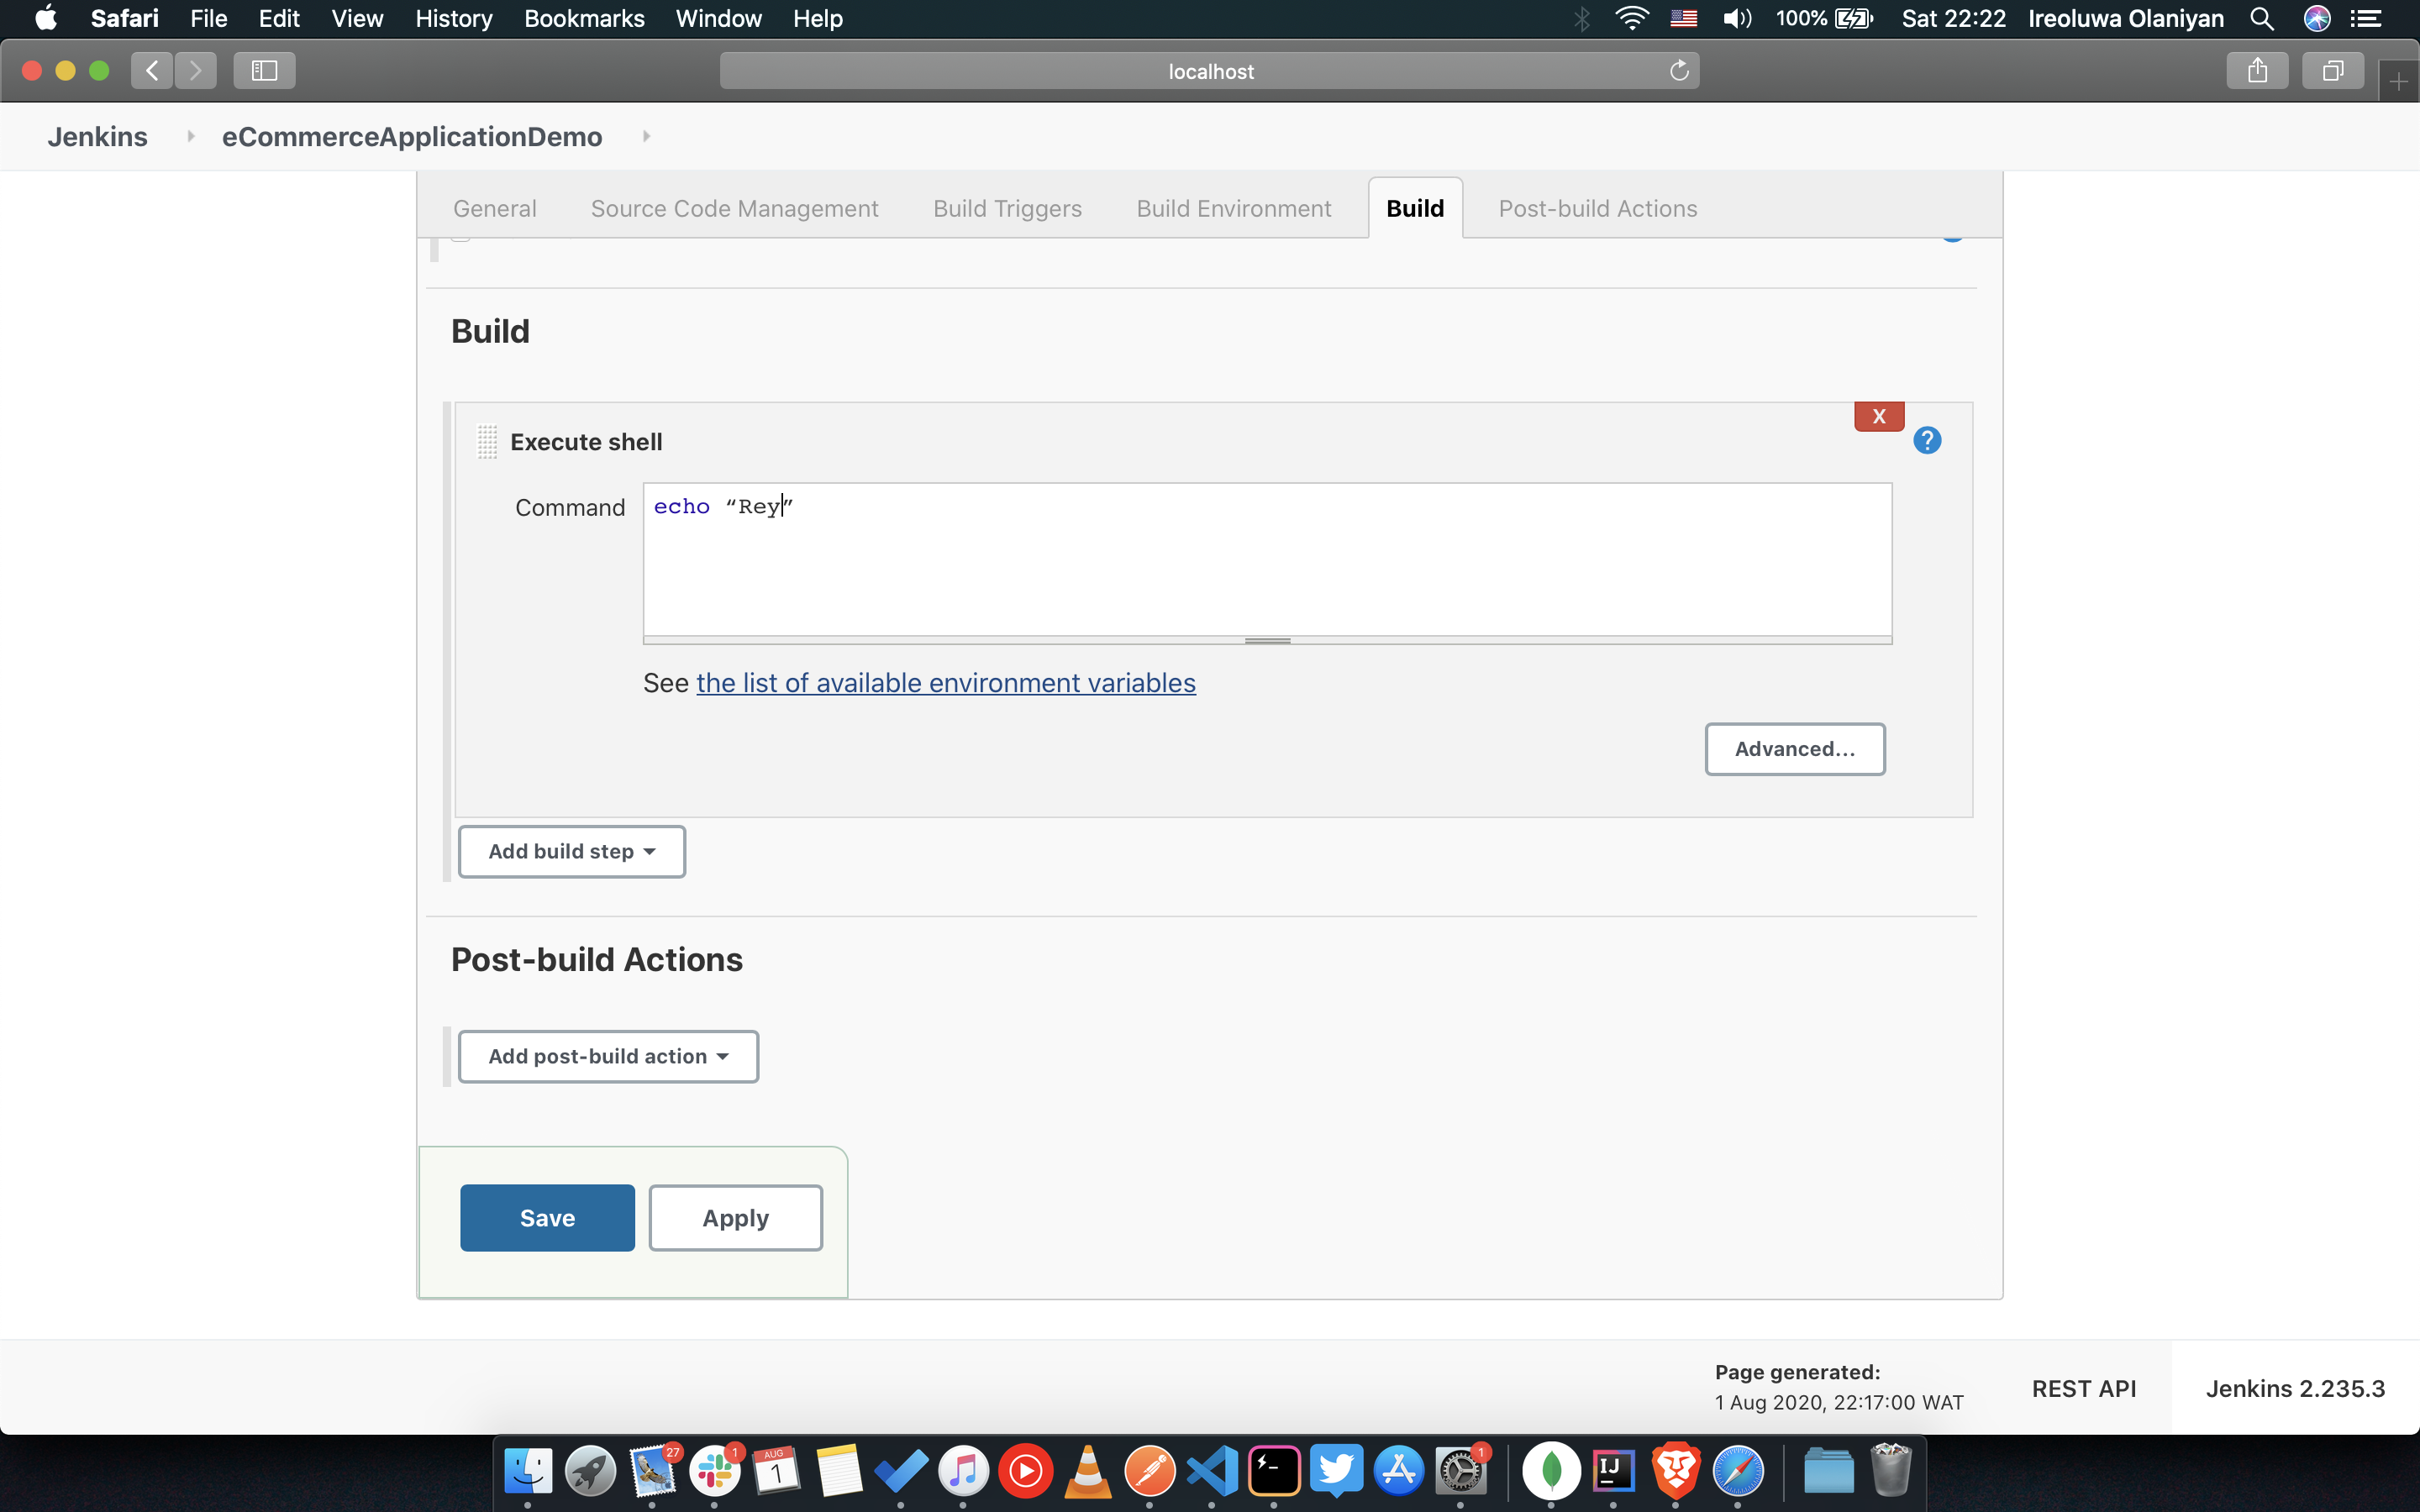 Safari File Edit View History Bookmarks Window Help 100% Sat 22:22 Ireoluwa Olaniyan
localhost
Jenkins eCommerceApplicationDemo
General Source Code Management Build Triggers Build Environment Build Post-build Actions
Build
X
Execute shell ?
Command echo “Rey”
See the list of available environment variables
Advanced...
Add build step
Post-build Actions
Add post-build action
Save Apply
Page generated:
1 Aug 2020, 22:17:00 WAT
REST API Jenkins 2.235.3
27 1 AUG 1 1 IJ